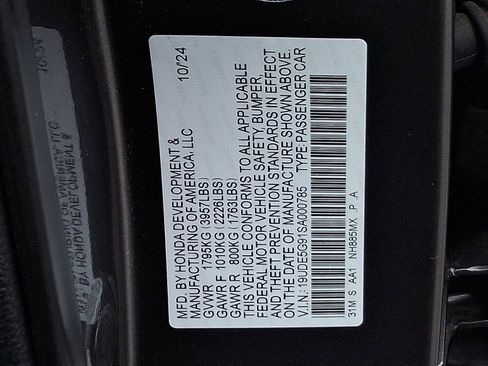 10/24
MFD. BY HONDA DEVELOPMENT &
MANUFACTURING OF AMERICA, LLC
GVWR 1795KG (3957LBS)
GAWR F 1010KG (2226LBS)
GAWR R 800KG (1763LBS)
THIS VEHICLE CONFORMS TO ALL APPLICABLE
FEDERAL MOTOR VEHICLE SAFETY, BUMPER,
AND THEFT PREVENTION STANDARDS IN EFFECT
ON THE DATE OF MANUFACTURE SHOWN ABOVE.
V.I.N.: 19UDE5G91SA000785 TYPE:PASSENGER CAR
31M S AA1 NH885MX P A